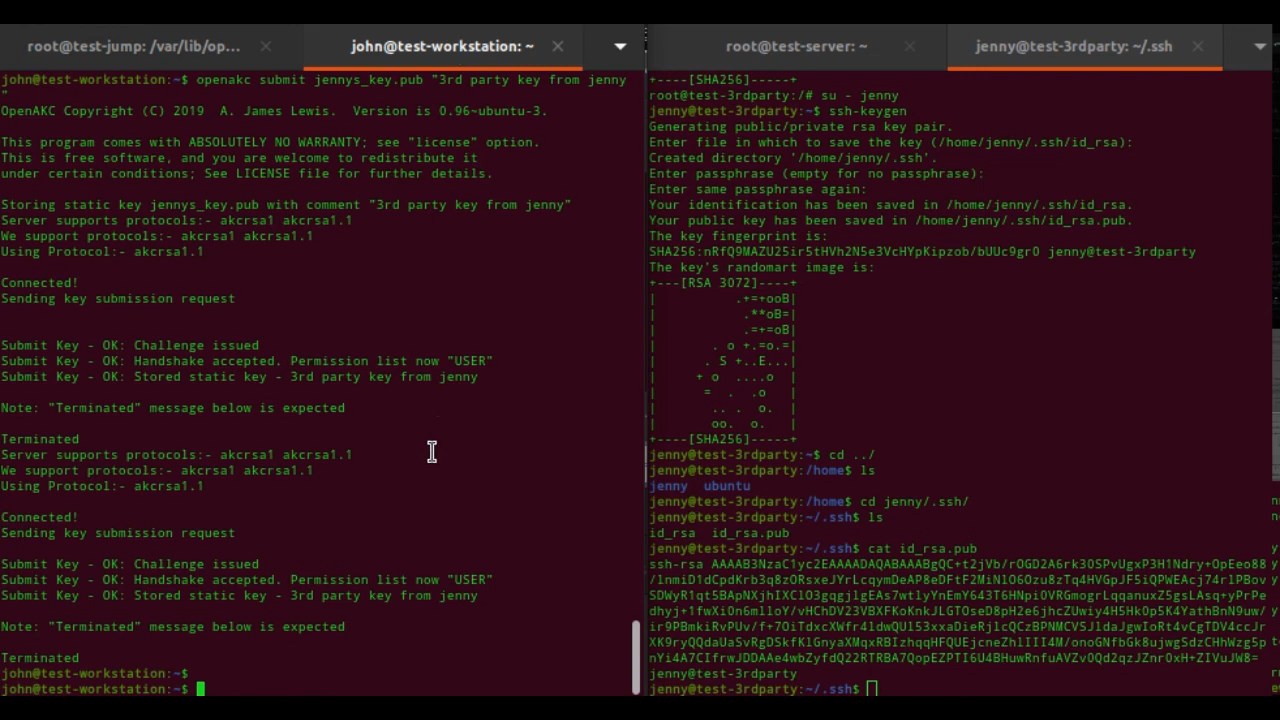 root@test-jump: /var/lib/op...
john@test-workstation: ~
john@test-workstation:~$ openakc submit jennys_key.pub "3rd party key from jenny
"
OpenAKC Copyright (C) 2019  A. James Lewis.  Version is 0.96~ubuntu-3.
This program comes with ABSOLUTELY NO WARRANTY; see "license" option.
This is free software, and you are welcome to redistribute it
under certain conditions; See LICENSE file for further details.
Storing static key jennys_key.pub with comment "3rd party key from jenny"
Server supports protocols:- akcrsa1 akcrsa1.1
We support protocols:- akcrsa1 akcrsa1.1
Using Protocol:- akcrsa1.1
Connected!
Sending key submission request
Submit Key - OK: Challenge issued
Submit Key - OK: Handshake accepted. Permission list now "USER"
Submit Key - OK: Stored static key - 3rd party key from jenny
Note: "Terminated" message below is expected
Terminated
Server supports protocols:- akcrsa1 akcrsa1.1
We support protocols:- akcrsa1 akcrsa1.1
Using Protocol:- akcrsa1.1
Connected!
Sending key submission request
Submit Key - OK: Challenge issued
Submit Key - OK: Handshake accepted. Permission list now "USER"
Submit Key - OK: Stored static key - 3rd party key from jenny
Note: "Terminated" message below is expected
Terminated
john@test-workstation:~$
john@test-workstation:~$
root@test-server: ~
jenny@test-3rdparty: ~/.ssh
+----[SHA256]-----+
root@test-3rdparty:/# su - jenny
jenny@test-3rdparty:~$ ssh-keygen
Generating public/private rsa key pair.
Enter file in which to save the key (/home/jenny/.ssh/id_rsa):
Created directory '/home/jenny/.ssh'.
Enter passphrase (empty for no passphrase):
Enter same passphrase again:
Your identification has been saved in /home/jenny/.ssh/id_rsa.
Your public key has been saved in /home/jenny/.ssh/id_rsa.pub.
The key fingerprint is:
SHA256:nRfQ9MAZU25ir5tHVh2N5e3VcHYpKipzob/bUUc9gr0 jenny@test-3rdparty
The key's randomart image is:
+---[RSA 3072]----+
|          .+=+ooB|
|           .**oB=|
|           .=+=oB|
|         . o +.=o.=|
|        . S +..E...|
|      + o  ....o  |
|       =  .  .o   |
|        .. .  o.  |
|        oo.  o.   |
+----[SHA256]-----+
jenny@test-3rdparty:~$ cd ../
jenny@test-3rdparty:/home$ ls
jenny  ubuntu
jenny@test-3rdparty:/home$ cd jenny/.ssh/
jenny@test-3rdparty:~/.ssh$ ls
id_rsa  id_rsa.pub
jenny@test-3rdparty:~/.ssh$ cat id_rsa.pub
ssh-rsa
jenny@test-3rdparty
jenny@test-3rdparty:~/.ssh$